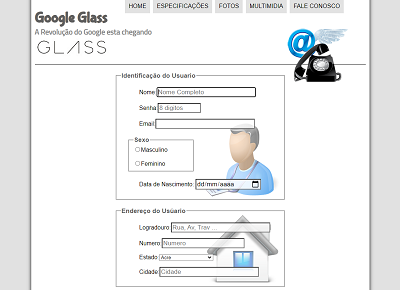 HOME ESPECIFICAÇÕES FOTOS MULTIMIDIA FALE CONOSCO
Google Glass
A Revolução do Google esta chegando
GLASS
Identificação do Usuario
Nome: Nome Completo
Senha: 8 digitos
Email:
Sexo
Masculino
Feminino
Data de Nascimento: dd/mm/aaaa
Endereço do Usúario
Logradouro: Rua, Av. Trav ...
Numero: Numero
Estado: Acre
Cidade: Cidade